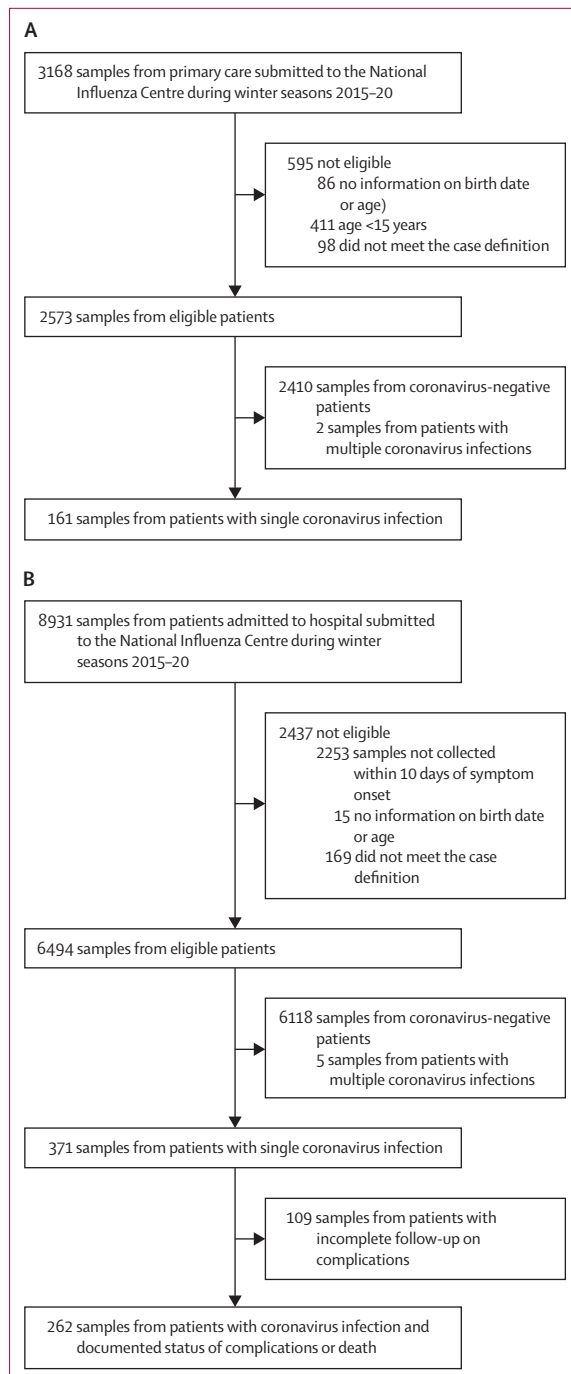 A
3168 samples from primary care submitted to the National
Influenza Centre during winter seasons 2015–20
595 not eligible
86 no information on birth date
or age)
411 age <15 years
98 did not meet the case definition
2573 samples from eligible patients
2410 samples from coronavirus-negative
patients
2 samples from patients with
multiple coronavirus infections
161 samples from patients with single coronavirus infection
B
8931 samples from patients admitted to hospital submitted
to the National Influenza Centre during winter
seasons 2015–20
2437 not eligible
2253 samples not collected
within 10 days of symptom
onset
15 no information on birth date
or age
169 did not meet the case
definition
6494 samples from eligible patients
6118 samples from coronavirus-negative
patients
5 samples from patients with
multiple coronavirus infections
371 samples from patients with single coronavirus infection
109 samples from patients with
incomplete follow-up on
complications
262 samples from patients with coronavirus infection and
documented status of complications or death